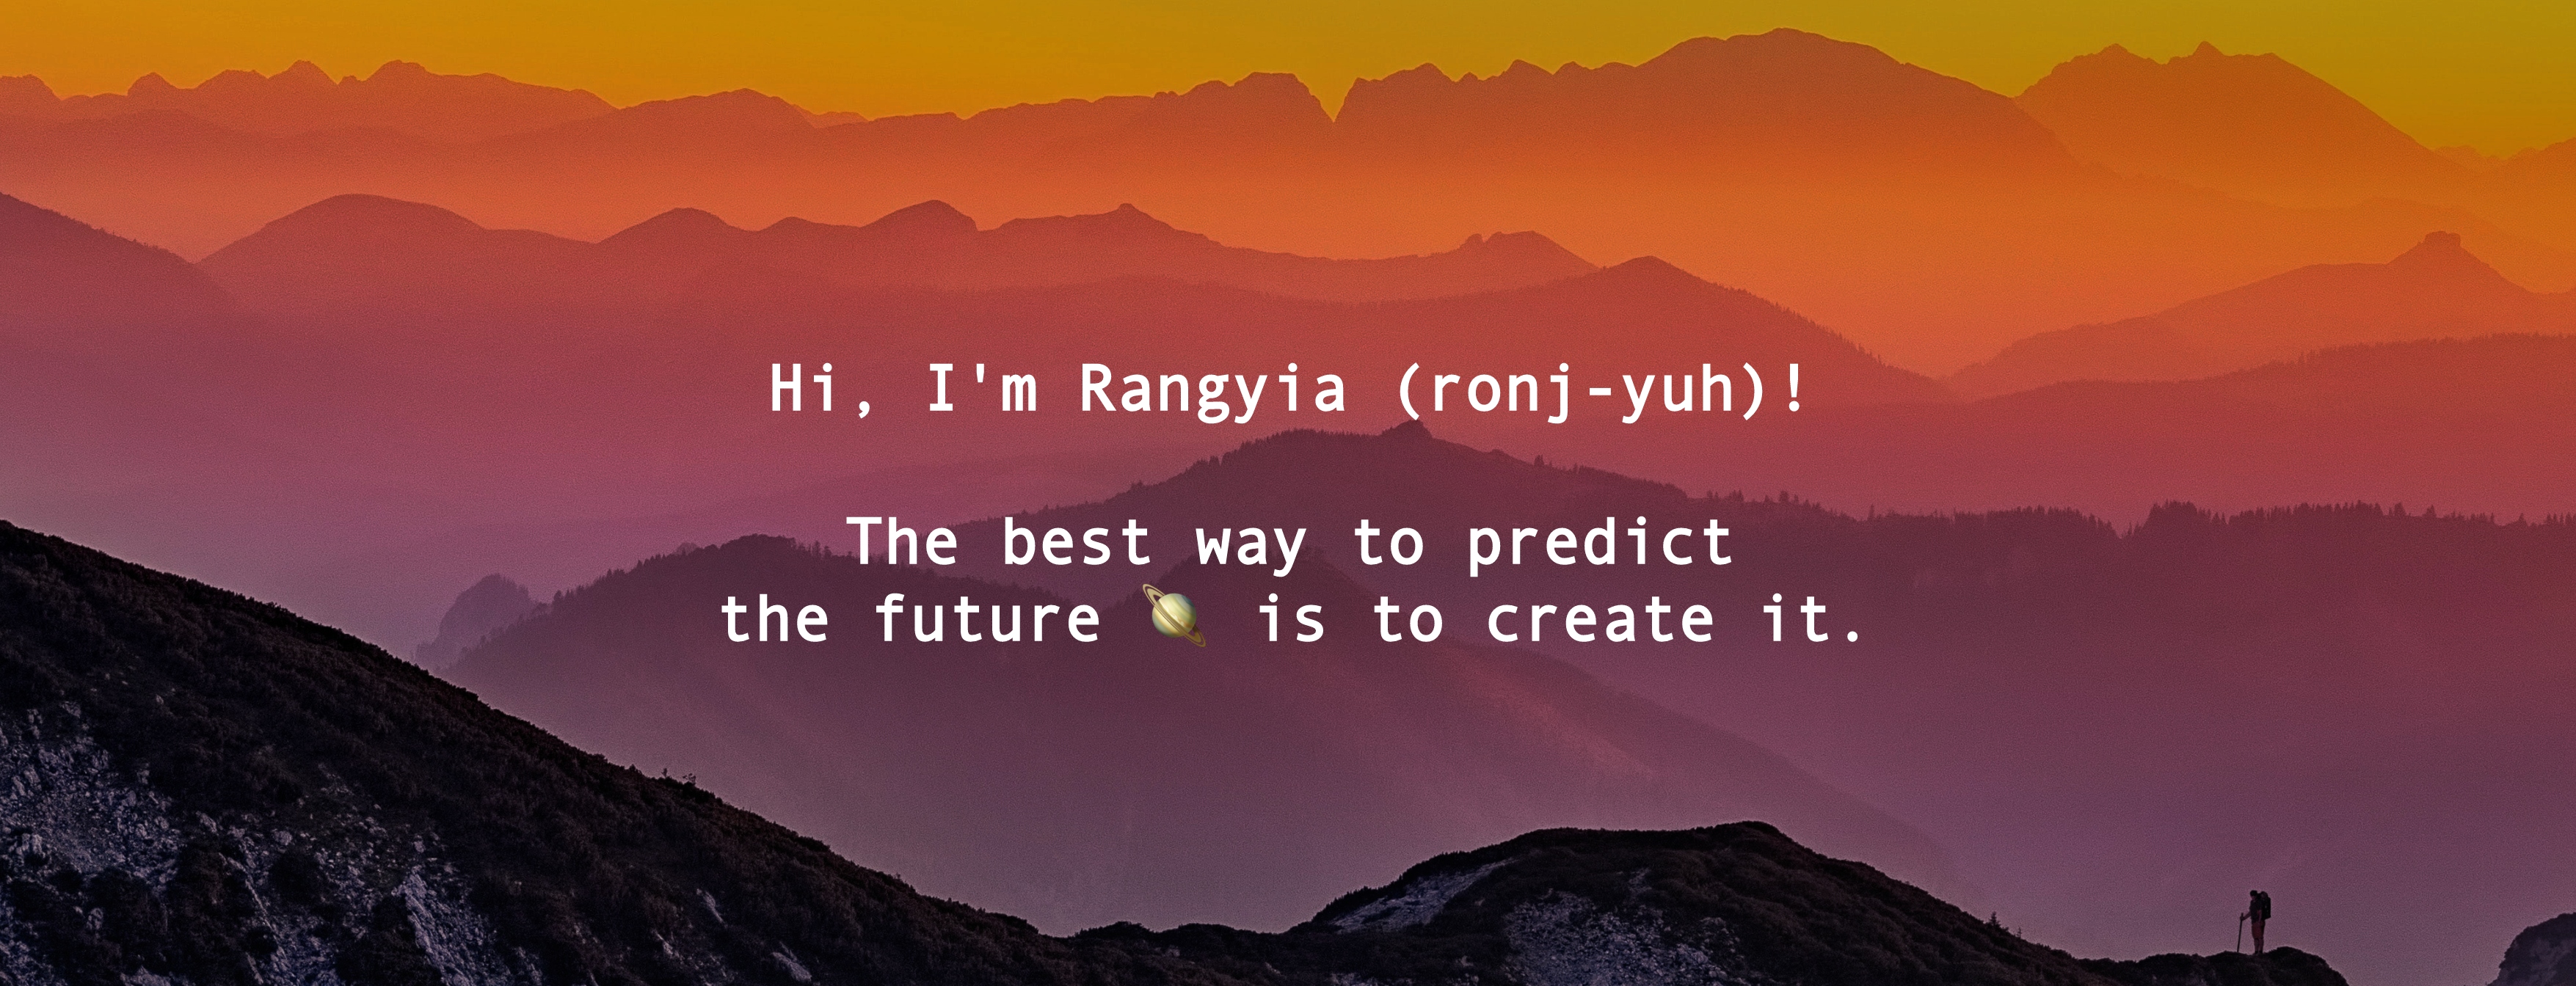 Hi, I'm Rangyia (ronj-yuh)!
The best way to predict
the future 🪐 is to create it.